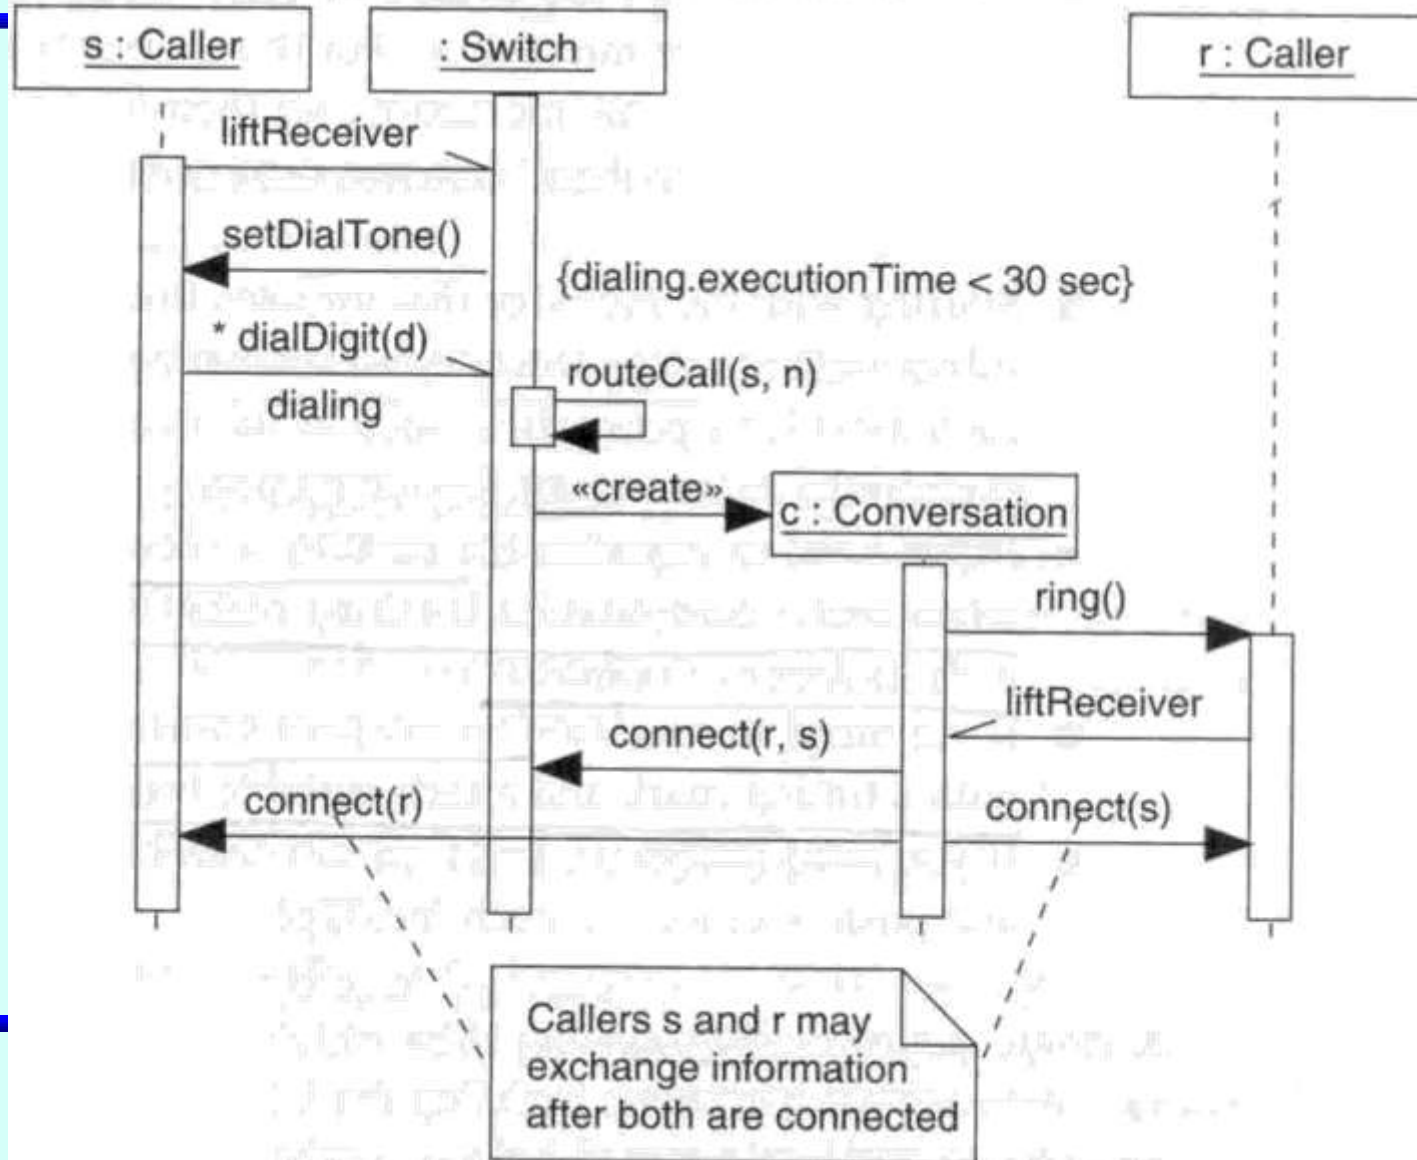 s : Caller
: Switch
r : Caller
liftReceiver
setDialTone()
{dialing.executionTime < 30 sec}
* dialDigit(d)
dialing
routeCall(s, n)
«create»
c : Conversation
ring()
liftReceiver
connect(r, s)
connect(r)
connect(s)
Callers s and r may
exchange information
after both are connected